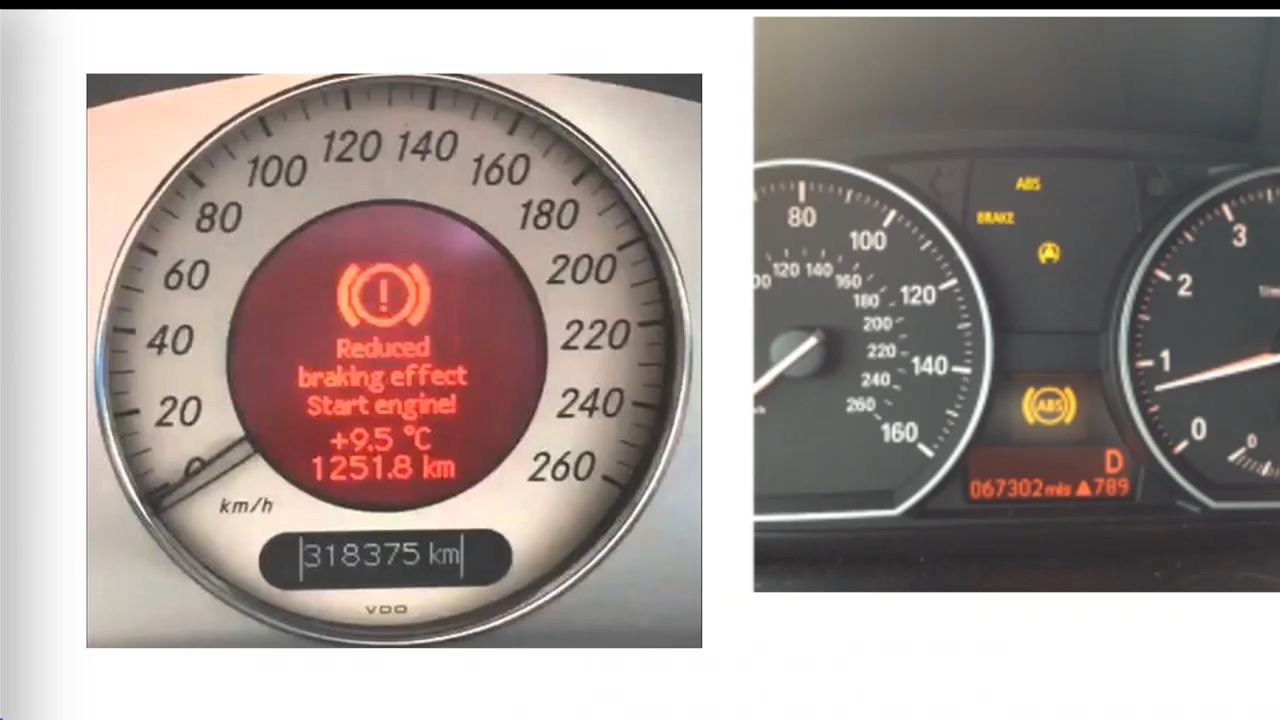 120 140
100 160
80 180
60 200
40 220
20 240
0 260
Reduced
braking effect
Start engine!
+9.5 °C
1251.8 km
km/h
318375 km
VDO
80
100
120
140
160
120 140
160
180
200
220
240
260
ABS
BRAKE
A
ABS
D
067302 mls ▲789
3
2
1
0
0